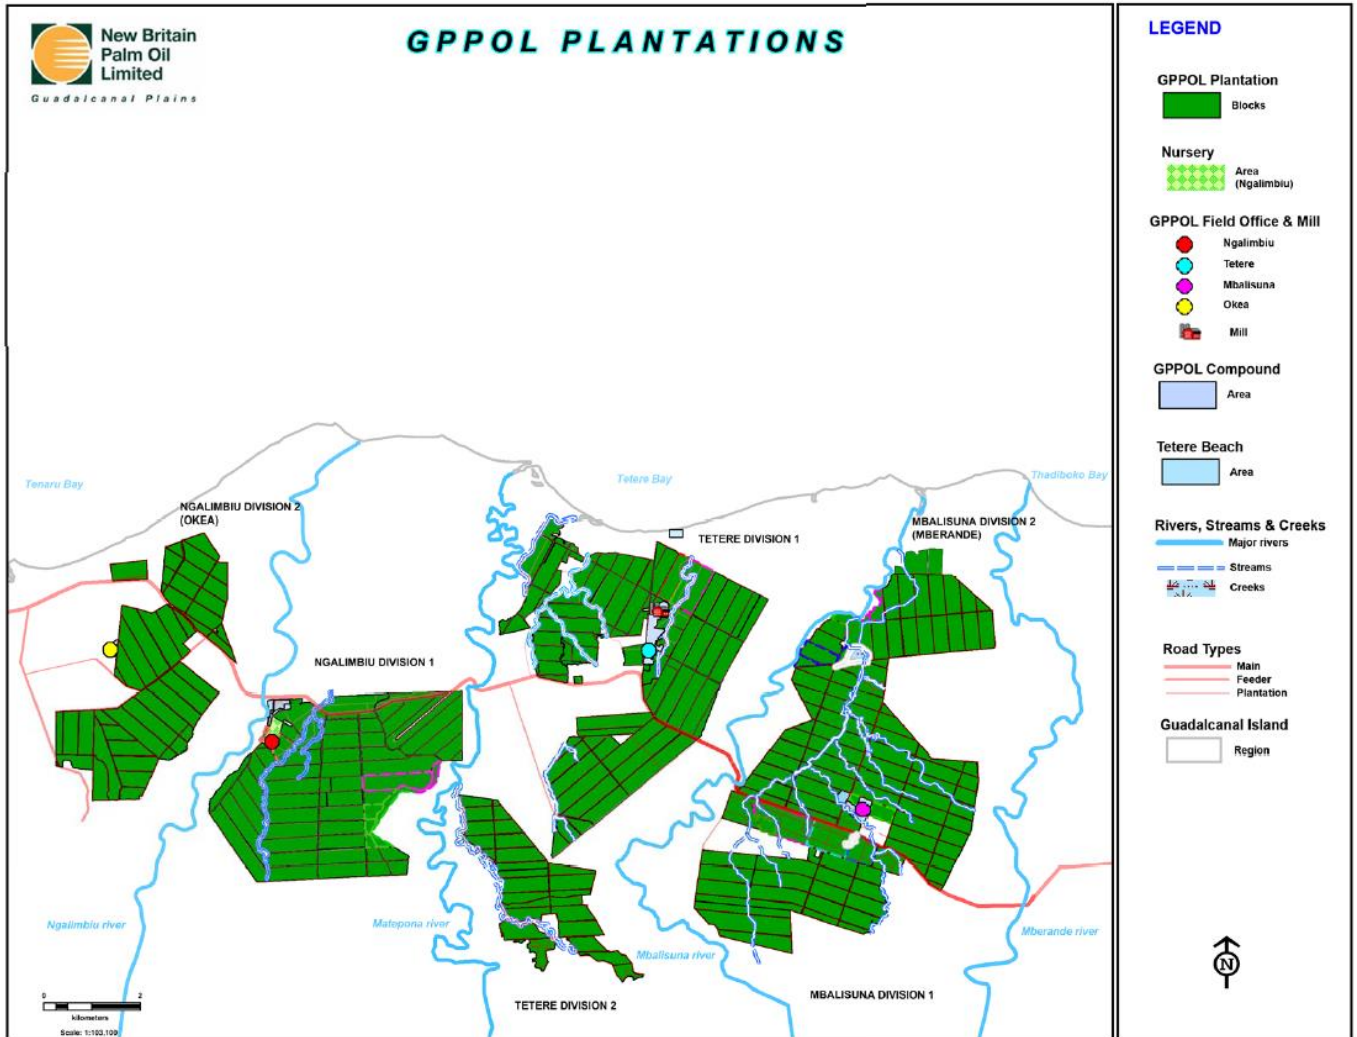 New Britain
Palm Oil
Limited
Guadalcanal Plains
GPPOL PLANTATIONS
Tenaru Bay
Tetere Bay
Thadiboko Bay
NGALIMBIU DIVISION 2
(OKEA)
TETERE DIVISION 1
MBALISUNA DIVISION 2
(MBERANDE)
NGALIMBIU DIVISION 1
Ngalimbiu river
Matepona river
Mbalisuna river
Mberande river
TETERE DIVISION 2
MBALISUNA DIVISION 1
0 2
kilometers
Scale: 1:103,100
LEGEND
GPPOL Plantation
Blocks
Nursery
Area
(Ngalimbiu)
GPPOL Field Office & Mill
Ngalimbiu
Tetere
Mbalisuna
Okea
Mill
GPPOL Compound
Area
Tetere Beach
Area
Rivers, Streams & Creeks
Major rivers
Streams
Creeks
Road Types
Main
Feeder
Plantation
Guadalcanal Island
Region
N